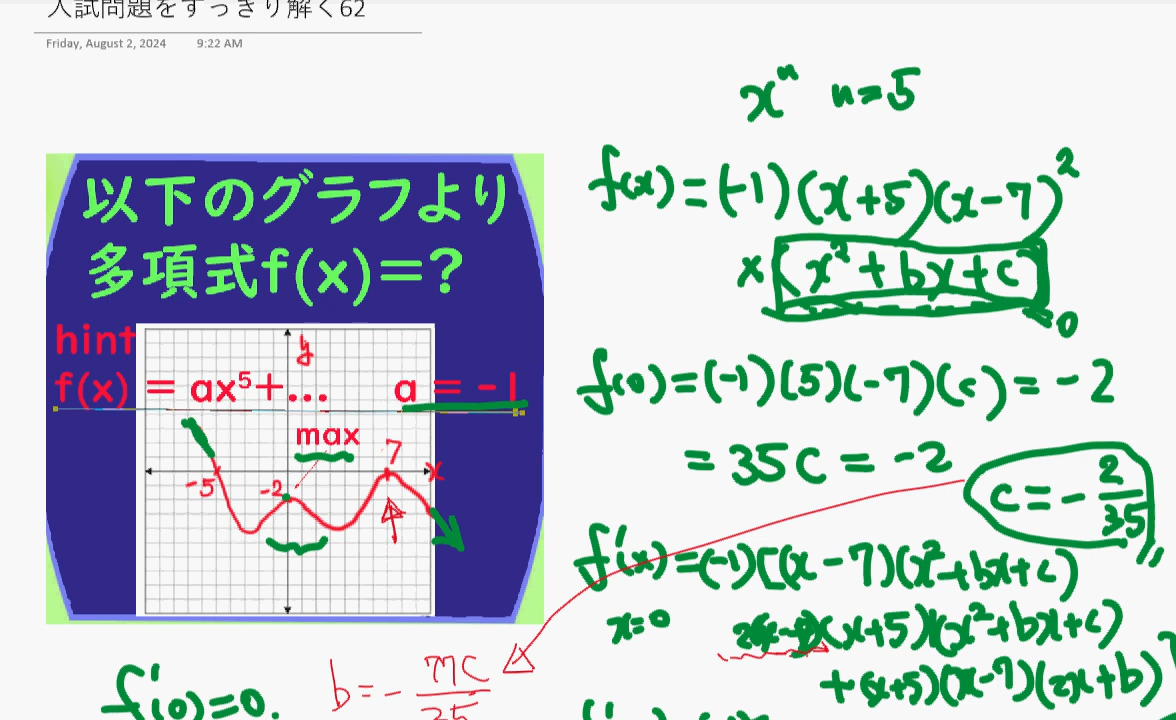 入試問題をすっきり解く62
Friday, August 2, 2024 9:22 AM
以下のグラフより
多項式f(x)=?
hint
f(x) = ax⁵+... a = -1
y
max
7
x
-5
-2
xⁿ n=5
f(x)=(-1)(x+5)(x-7)²
×(x²+bx+c)
=0
f(0)=(-1)(5)(-7)(c)=-2
=35c=-2
c=-2/35
f'(x)=(-1)[(x-7)(x²+bx+c)
x=0
(x+5)(x²+bx+c)
+(x+5)(x-7)(2x+b)
f'(0)=0.
b=-